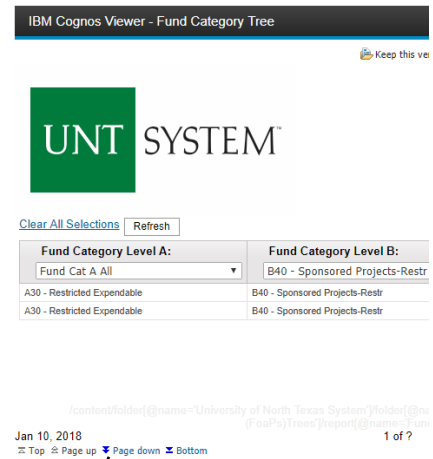 IBM Cognos Viewer - Fund Category Tree
Keep this ver
UNT SYSTEM™
Clear All Selections Refresh
Fund Category Level A: Fund Category Level B:
Fund Cat A All B40 - Sponsored Projects-Restr
A30 - Restricted Expendable B40 - Sponsored Projects-Restr
A30 - Restricted Expendable B40 - Sponsored Projects-Restr
/content/folder[@name='University of North Texas System']/folder[@na
(FoaPs)Trees']/report[@name='Fund
Jan 10, 2018 1 of ?
Top Page up Page down Bottom